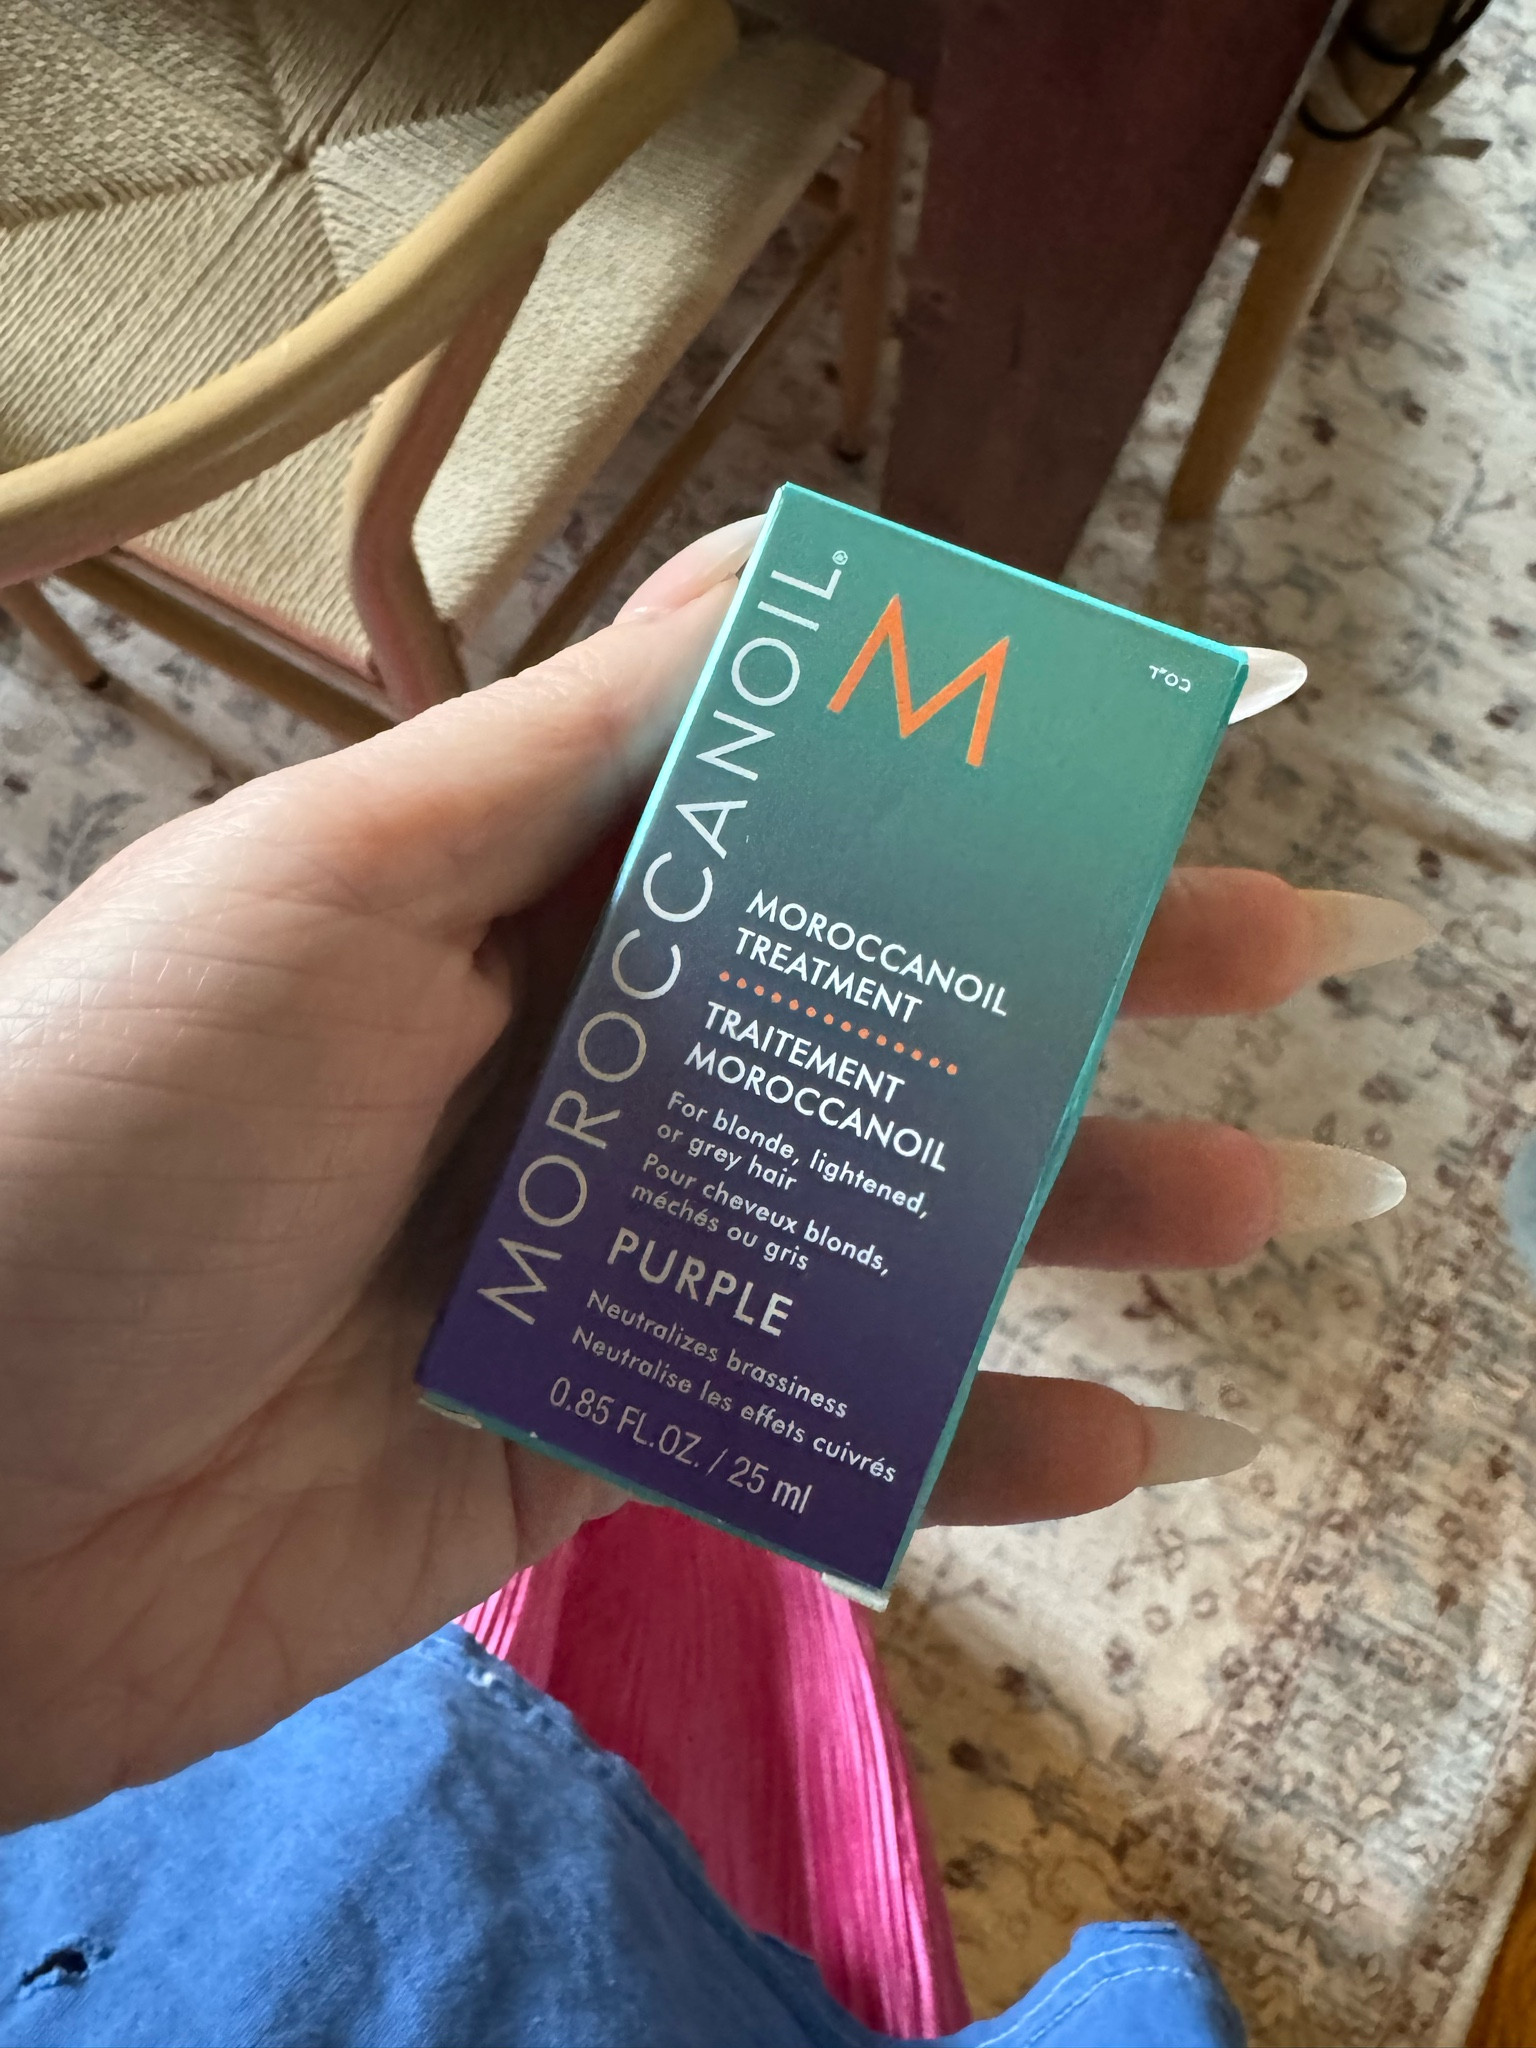 MOROCCANOIL®
M
כס״ד
MOROCCANOIL
TREATMENT
TRAITEMENT
MOROCCANOIL
For blonde, lightened,
or grey hair
Pour cheveux blonds,
méchés ou gris
PURPLE
Neutralizes brassiness
Neutralise les effets cuivrés
0.85 FL.OZ. / 25 ml